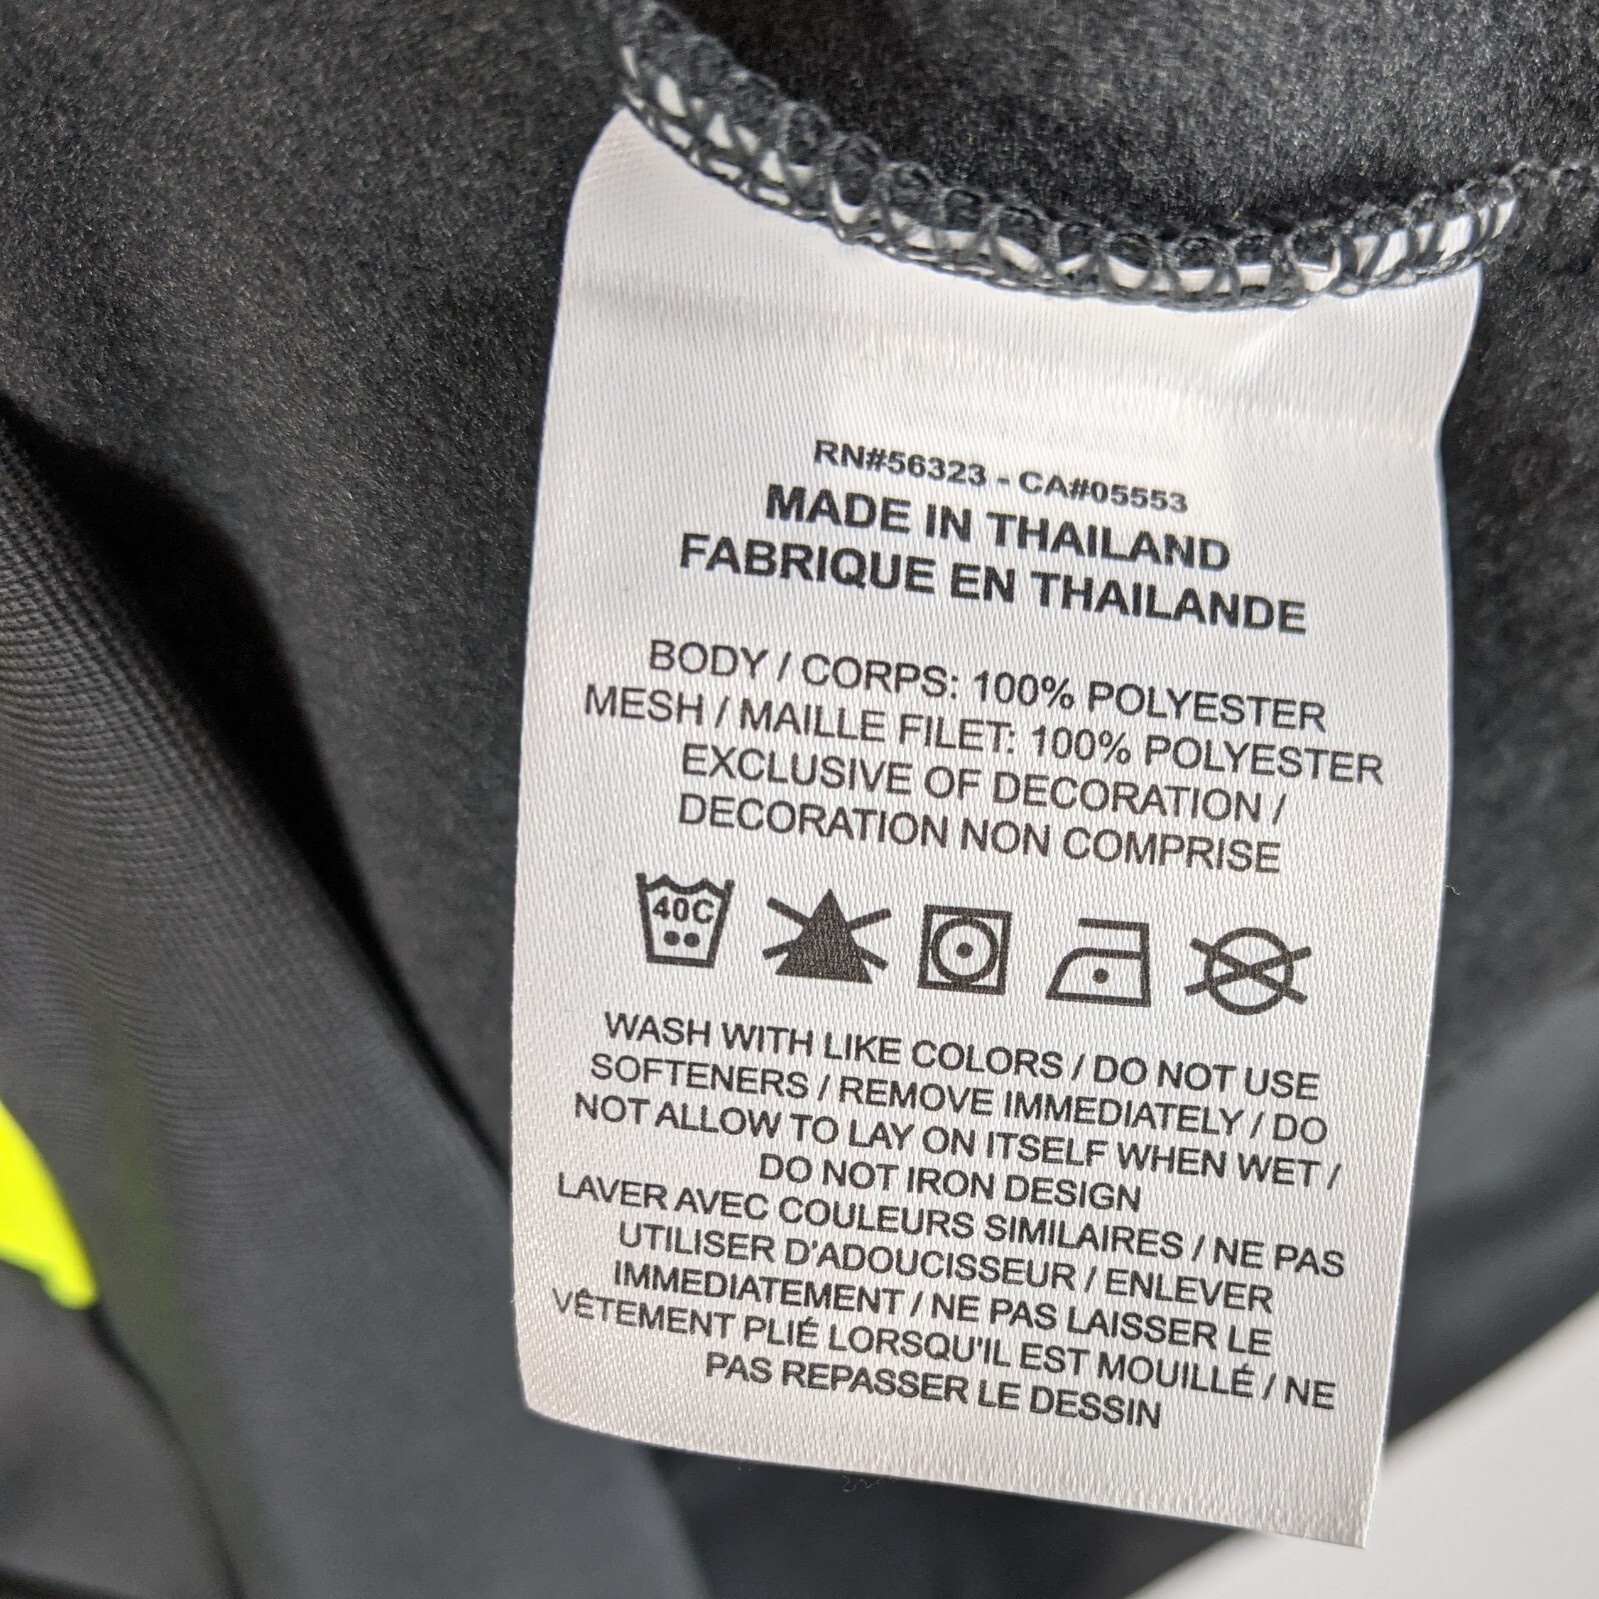 RN#56323 - CA#05553
MADE IN THAILAND
FABRIQUE EN THAILANDE
BODY / CORPS: 100% POLYESTER
MESH / MAILLE FILET: 100% POLYESTER
EXCLUSIVE OF DECORATION /
DECORATION NON COMPRISE
40C
WASH WITH LIKE COLORS / DO NOT USE
SOFTENERS / REMOVE IMMEDIATELY / DO
NOT ALLOW TO LAY ON ITSELF WHEN WET /
DO NOT IRON DESIGN
LAVER AVEC COULEURS SIMILAIRES / NE PAS
UTILISER D'ADOUCISSEUR / ENLEVER
IMMEDIATEMENT / NE PAS LAISSER LE
VÊTEMENT PLIÉ LORSQU'IL EST MOUILLÉ / NE
PAS REPASSER LE DESSIN